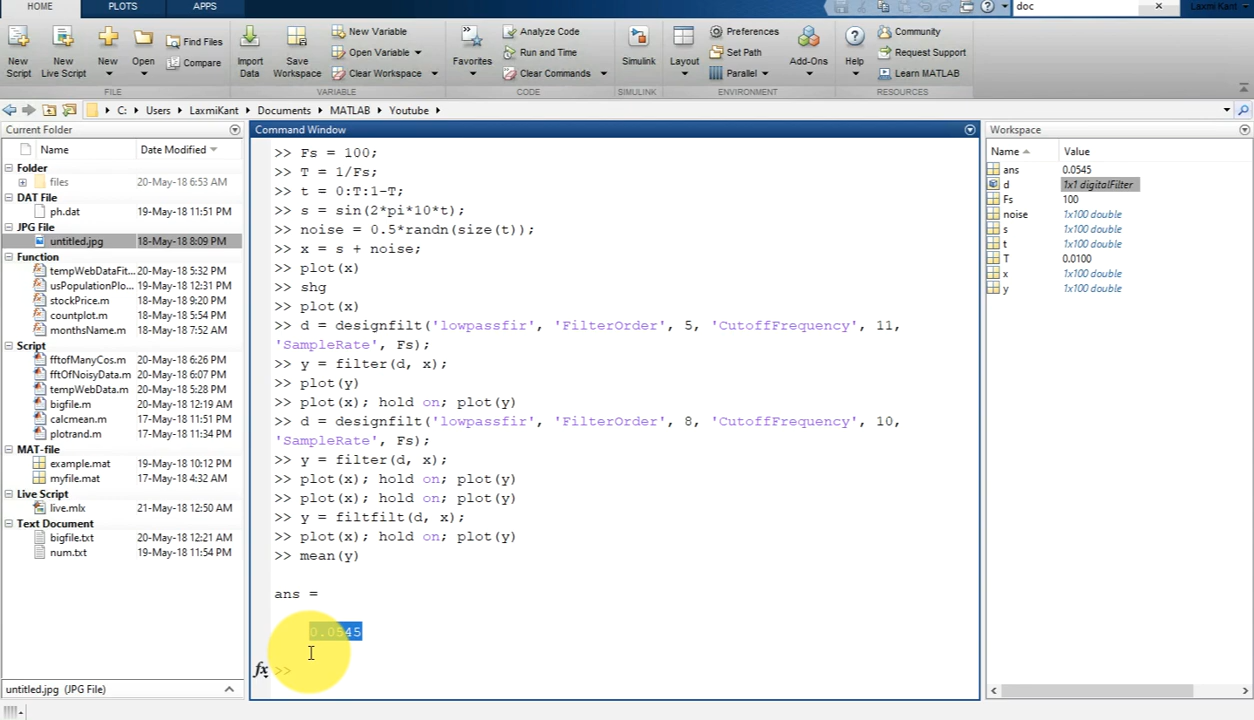 HOME PLOTS APPS doc Laxmi Kant
New Script
New Live Script
New
Open
Find Files
Compare
Import Data
Save Workspace
New Variable
Open Variable
Clear Workspace
Favorites
Analyze Code
Run and Time
Clear Commands
Simulink
Layout
Preferences
Set Path
Parallel
Add-Ons
Help
Community
Request Support
Learn MATLAB
FILE VARIABLE CODE SIMULINK ENVIRONMENT RESOURCES
C: Users LaxmiKant Documents MATLAB Youtube
Current Folder
Name Date Modified
Folder
files 20-May-18 6:53 AM
DAT File
ph.dat 19-May-18 11:51 PM
JPG File
untitled.jpg 18-May-18 8:09 PM
Function
tempWebDataFit... 20-May-18 5:32 PM
usPopulationPlo... 19-May-18 12:31 PM
stockPrice.m 18-May-18 9:20 PM
countplot.m 18-May-18 5:54 PM
monthsName.m 18-May-18 7:52 AM
Script
fftofManyCos.m 20-May-18 6:26 PM
fftOfNoisyData.m 20-May-18 6:07 PM
tempWebData.m 20-May-18 5:28 PM
bigfile.m 20-May-18 12:19 AM
calcmean.m 17-May-18 11:51 PM
plotrand.m 17-May-18 11:34 PM
MAT-file
example.mat 19-May-18 10:12 PM
myfile.mat 17-May-18 4:32 AM
Live Script
live.mlx 21-May-18 12:50 AM
Text Document
bigfile.txt 20-May-18 12:21 AM
num.txt 19-May-18 11:54 PM
untitled.jpg (JPG File)
Command Window
>> Fs = 100;
>> T = 1/Fs;
>> t = 0:T:1-T;
>> s = sin(2*pi*10*t);
>> noise = 0.5*randn(size(t));
>> x = s + noise;
>> plot(x)
>> shg
>> plot(x)
>> d = designfilt('lowpassfir', 'FilterOrder', 5, 'CutoffFrequency', 11,
'SampleRate', Fs);
>> y = filter(d, x);
>> plot(y)
>> plot(x); hold on; plot(y)
>> d = designfilt('lowpassfir', 'FilterOrder', 8, 'CutoffFrequency', 10,
'SampleRate', Fs);
>> y = filter(d, x);
>> plot(x); hold on; plot(y)
>> plot(x); hold on; plot(y)
>> y = filtfilt(d, x);
>> plot(x); hold on; plot(y)
>> mean(y)
ans =
0.0545
fx >>
Workspace
Name Value
ans 0.0545
d 1x1 digitalFilter
Fs 100
noise 1x100 double
s 1x100 double
t 1x100 double
T 0.0100
x 1x100 double
y 1x100 double